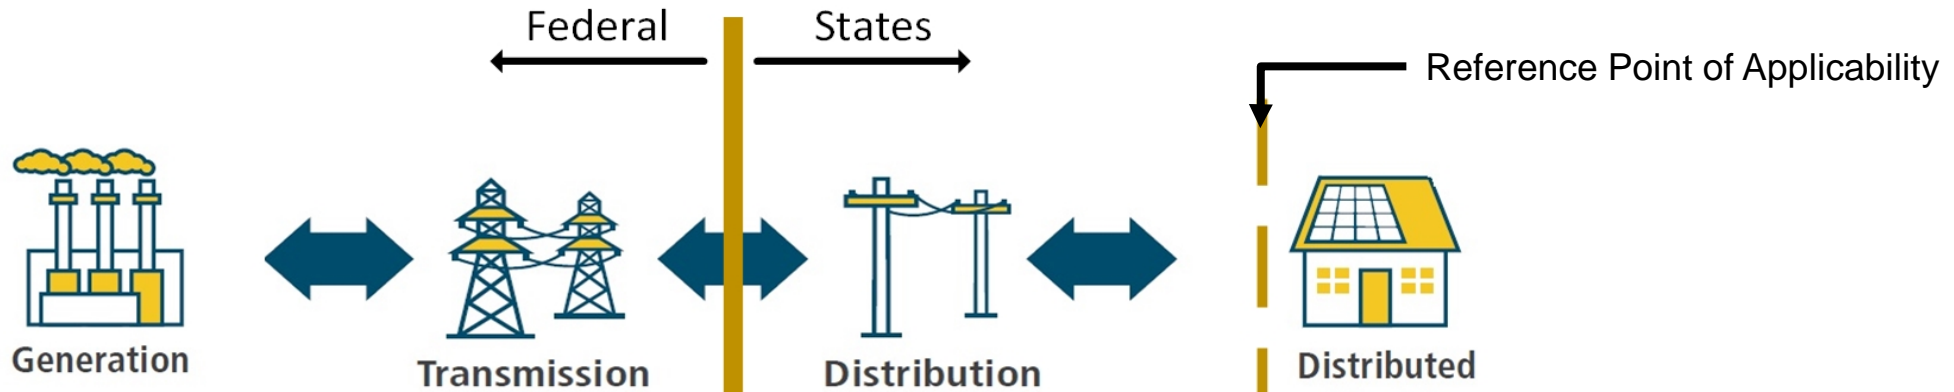 Federal
States
Reference Point of Applicability
Generation
Transmission
Distribution
Distributed